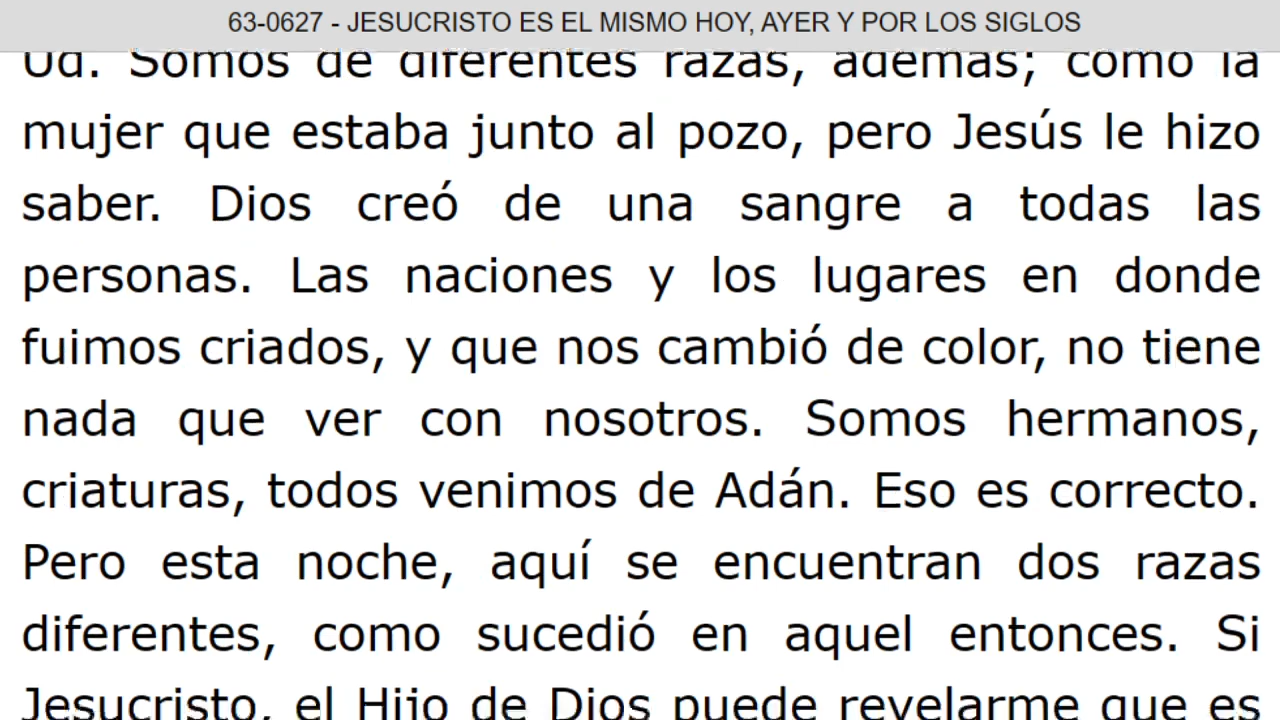 63-0627 - JESUCRISTO ES EL MISMO HOY, AYER Y POR LOS SIGLOS
Ud. Somos de diferentes razas, además; como la
mujer que estaba junto al pozo, pero Jesús le hizo
saber. Dios creó de una sangre a todas las
personas. Las naciones y los lugares en donde
fuimos criados, y que nos cambió de color, no tiene
nada que ver con nosotros. Somos hermanos,
criaturas, todos venimos de Adán. Eso es correcto.
Pero esta noche, aquí se encuentran dos razas
diferentes, como sucedió en aquel entonces. Si
Jesucristo, el Hijo de Dios puede revelarme que es